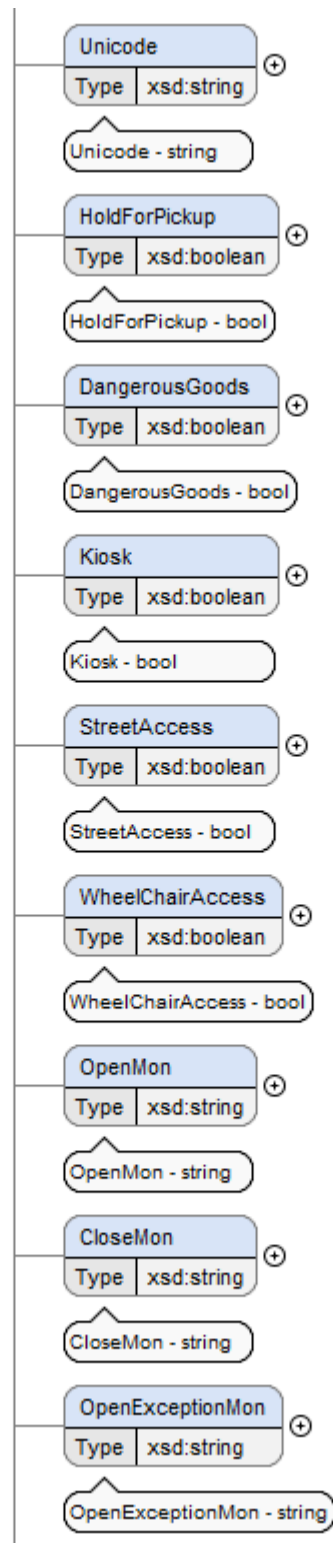 Unicode
Type xsd:string
Unicode - string
HoldForPickup
Type xsd:boolean
HoldForPickup - bool
DangerousGoods
Type xsd:boolean
DangerousGoods - bool
Kiosk
Type xsd:boolean
Kiosk - bool
StreetAccess
Type xsd:boolean
StreetAccess - bool
WheelChairAccess
Type xsd:boolean
WheelChairAccess - bool
OpenMon
Type xsd:string
OpenMon - string
CloseMon
Type xsd:string
CloseMon - string
OpenExceptionMon
Type xsd:string
OpenExceptionMon - string